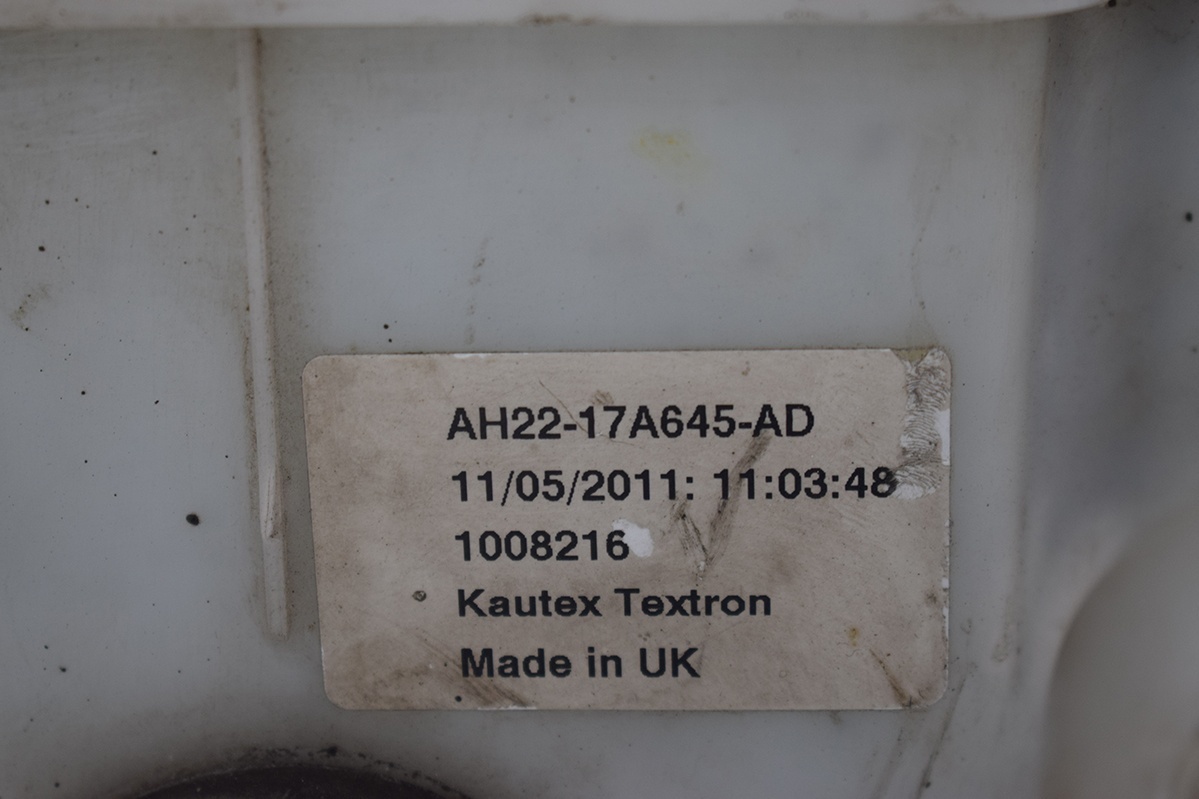 AH22-17A645-AD
11/05/2011: 11:03:48
1008216
Kautex Textron
Made in UK